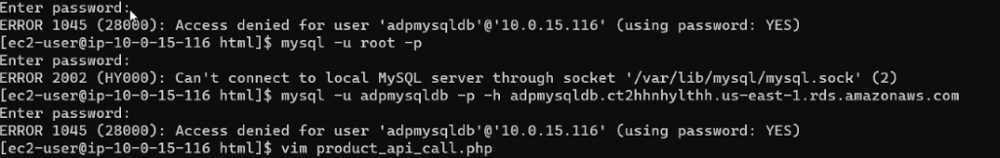 Enter password:
ERROR 1045 (28000): Access denied for user 'adpmysqldb'@'10.0.15.116' (using password: YES)
[ec2-user@ip-10-0-15-116 html]$ mysql -u root -p
Enter password:
ERROR 2002 (HY000): Can't connect to local MySQL server through socket '/var/lib/mysql/mysql.sock' (2)
[ec2-user@ip-10-0-15-116 html]$ mysql -u adpmysqldb -p -h adpmysqldb.ct2hhnhylthh.us-east-1.rds.amazonaws.com
Enter password:
ERROR 1045 (28000): Access denied for user 'adpmysqldb'@'10.0.15.116' (using password: YES)
[ec2-user@ip-10-0-15-116 html]$ vim product_api_call.php